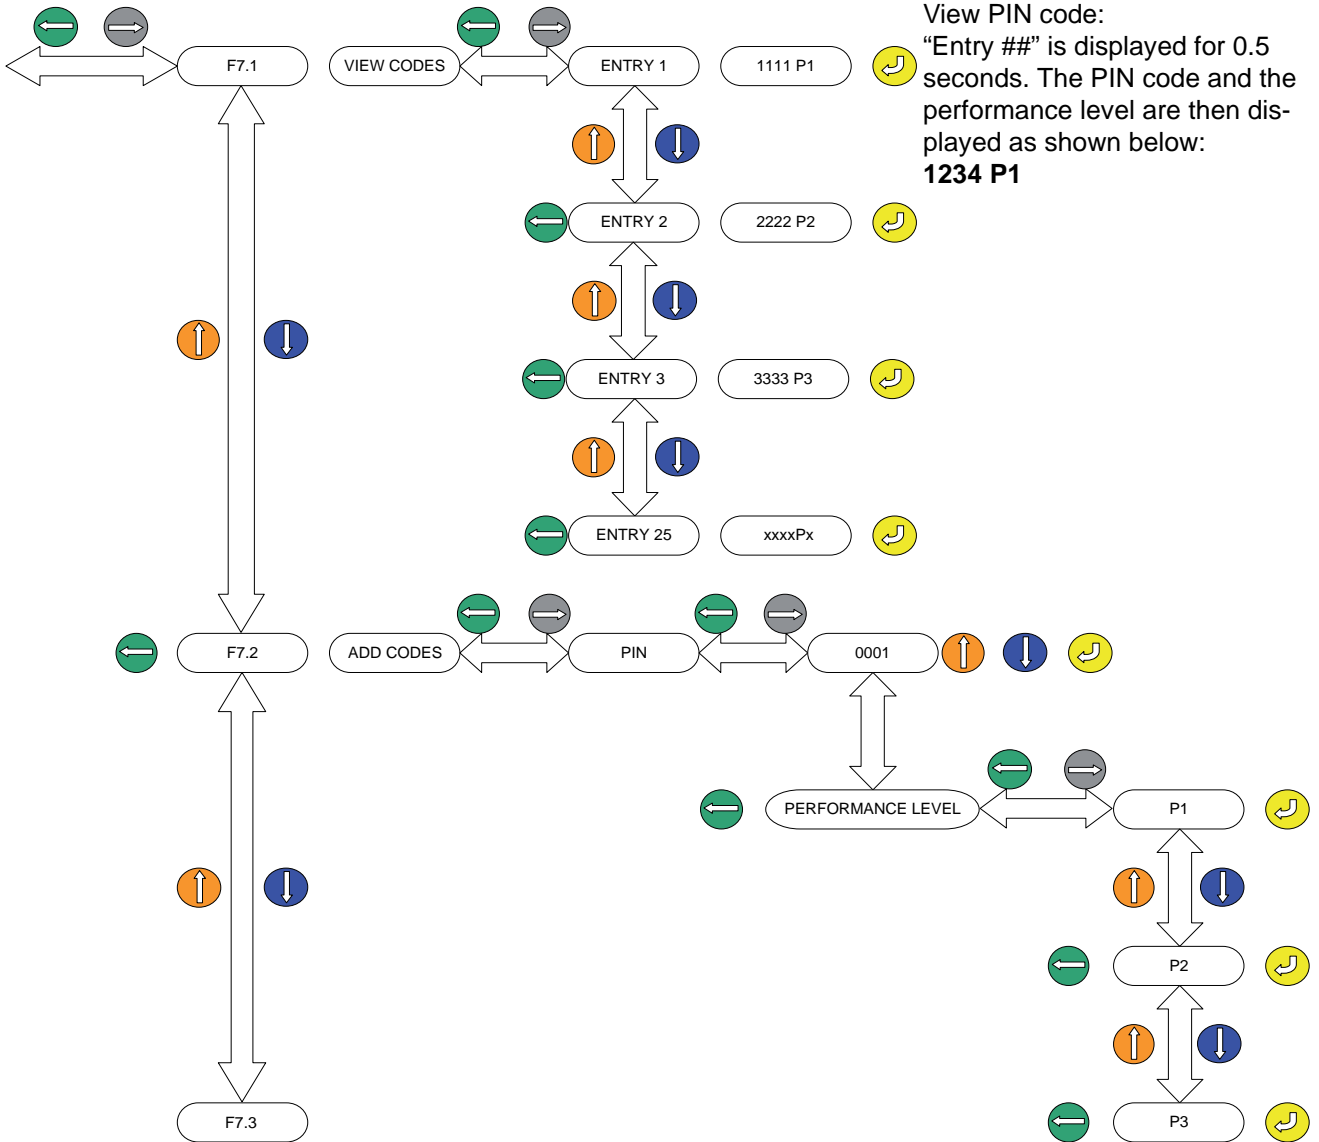 View PIN code:
“Entry ##” is displayed for 0.5
seconds. The PIN code and the
performance level are then dis-
played as shown below:
1234 P1
F7.1
VIEW CODES
ENTRY 1
1111 P1
ENTRY 2
2222 P2
ENTRY 3
3333 P3
ENTRY 25
xxxxPx
F7.2
ADD CODES
PIN
0001
PERFORMANCE LEVEL
P1
P2
F7.3
P3